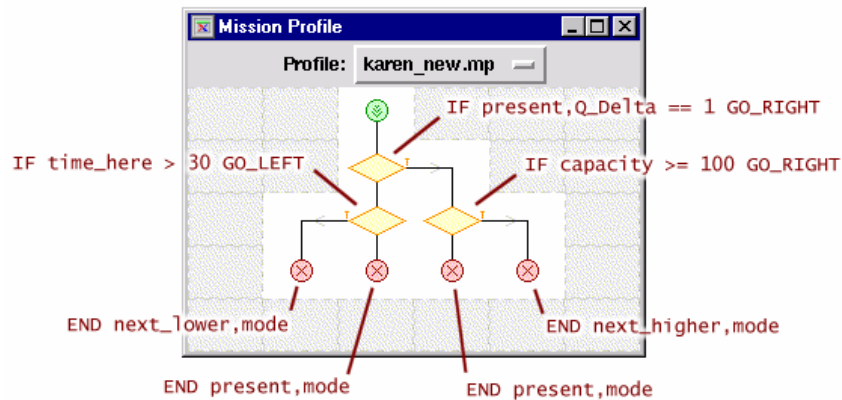 Mission Profile
Profile: karen_new.mp
IF present,Q_Delta == 1 GO_RIGHT
IF time_here > 30 GO_LEFT
IF capacity >= 100 GO_RIGHT
T
T
T
END next_lower,mode
END next_higher,mode
END present,mode
END present,mode